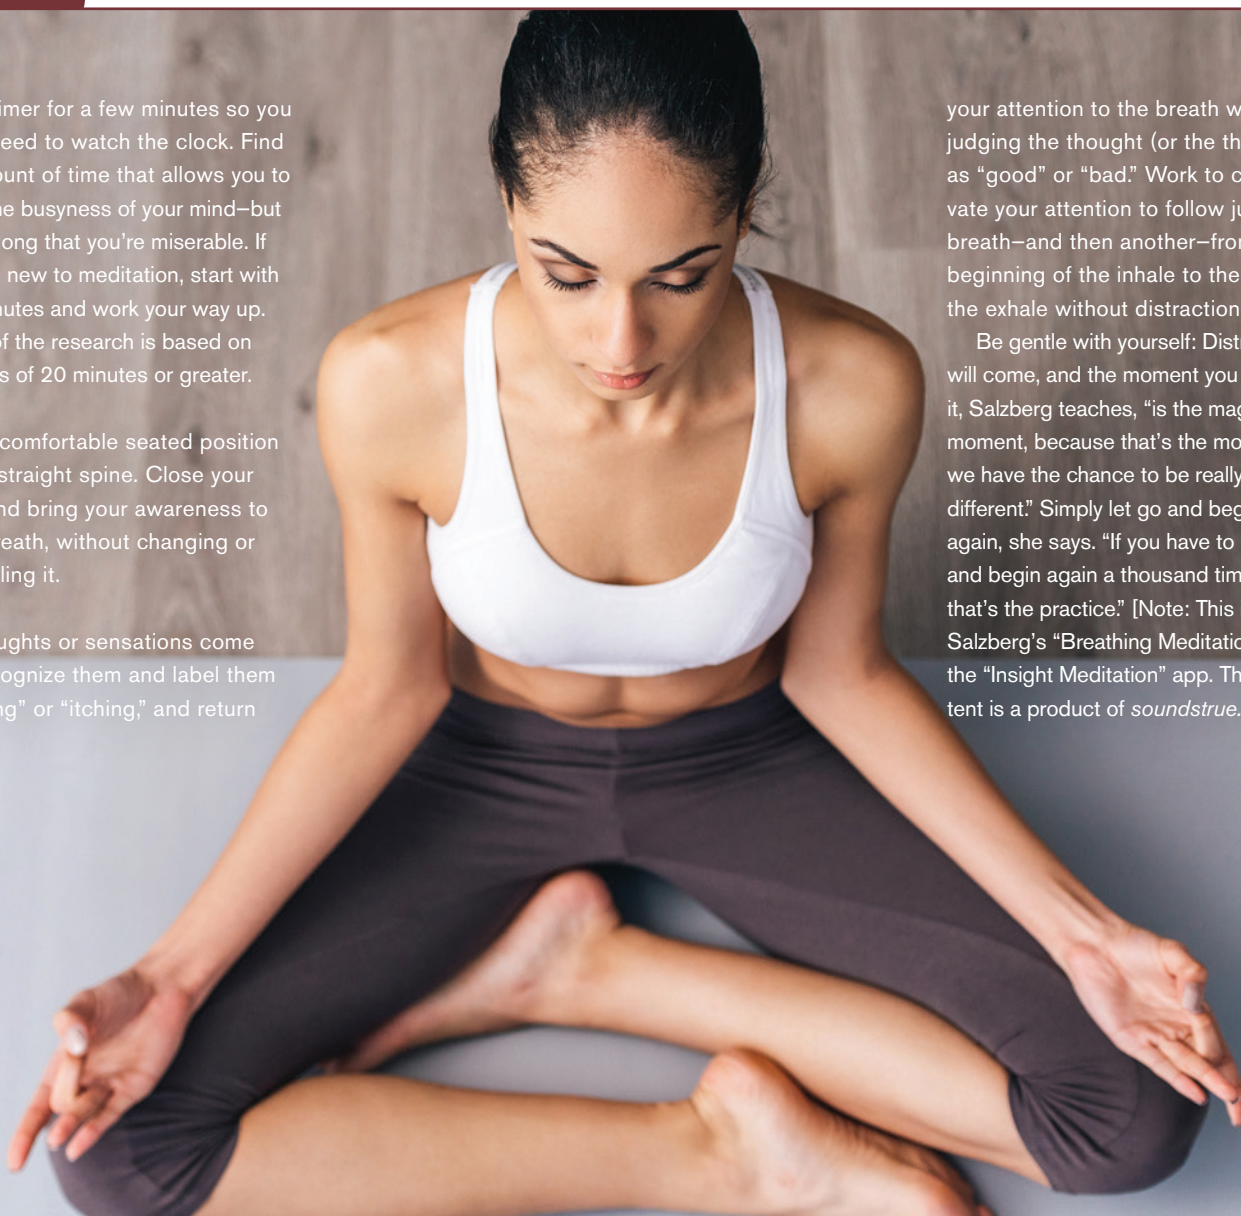 imer for a few minutes so you
eed to watch the clock. Find
ount of time that allows you to
ne busyness of your mind—but
ong that you're miserable. If
new to meditation, start with
nutes and work your way up.
of the research is based on
s of 20 minutes or greater.
comfortable seated position
straight spine. Close your
nd bring your awareness to
reath, without changing or
ling it.
ughts or sensations come
ognize them and label them
ng” or “itching,” and return
your attention to the breath w
judging the thought (or the th
as “good” or “bad.” Work to c
vate your attention to follow ju
breath—and then another—fro
beginning of the inhale to the
the exhale without distraction
Be gentle with yourself: Dist
will come, and the moment you
it, Salzberg teaches, “is the mag
moment, because that's the mo
we have the chance to be really
different.” Simply let go and beg
again, she says. “If you have to
and begin again a thousand tim
that's the practice.” [Note: This
Salzberg's “Breathing Meditatio
the “Insight Meditation” app. Th
tent is a product of soundstrue.